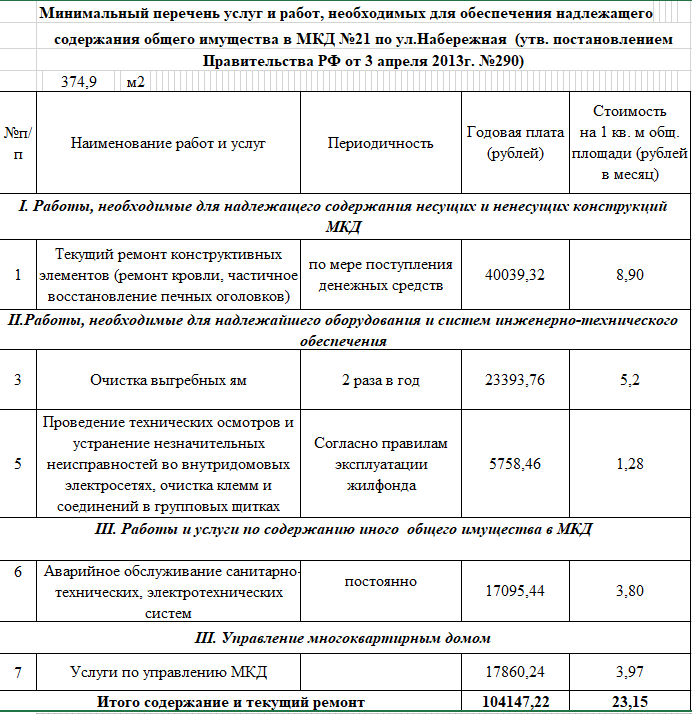 Минимальный перечень услуг и работ, необходимых для обеспечения надлежащего
содержания общего имущества в МКД №21 по ул.Набережная (утв. постановлением
Правительства РФ от 3 апреля 2013г. №290)
374,9 м2
№п/
п
Наименование работ и услуг
Периодичность
Годовая плата
(рублей)
Стоимость
на 1 кв. м общ.
площади (рублей
в месяц)
I. Работы, необходимые для надлежащего содержания несущих и ненесущих конструкций
МКД
1
Текущий ремонт конструктивных
элементов (ремонт кровли, частичное
восстановление печных оголовков)
по мере поступления
денежных средств
40039,32
8,90
II.Работы, необходимые для надлежайшего оборудования и систем инженерно-технического
обеспечения
3
Очистка выгребных ям
2 раза в год
23393,76
5,2
5
Проведение технических осмотров и
устранение незначительных
неисправностей во внутридомовых
электросетях, очистка клемм и
соединений в групповых щитках
Согласно правилам
эксплуатации
жилфонда
5758,46
1,28
III. Работы и услуги по содержанию иного общего имущества в МКД
6
Аварийное обслуживание санитарно-
технических, электротехнических
систем
постоянно
17095,44
3,80
III. Управление многоквартирным домом
7
Услуги по управлению МКД
17860,24
3,97
Итого содержание и текущий ремонт
104147,22
23,15